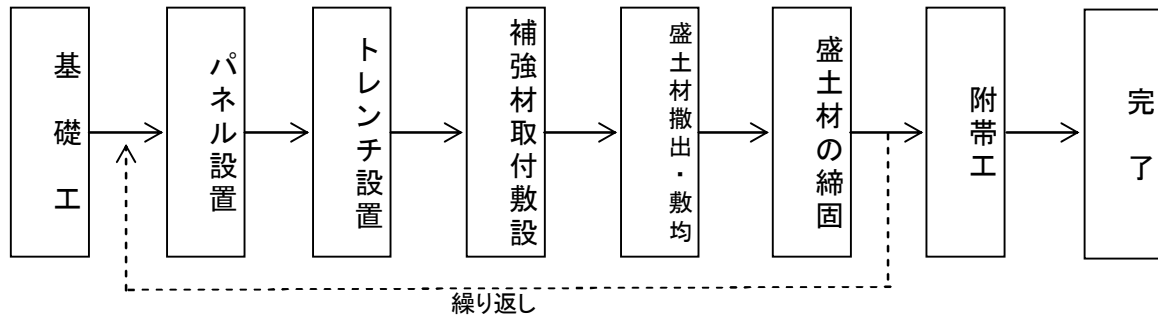 基礎工
パネル設置
トレンチ設置
補強材取付敷設
盛土材撒出・敷均
盛土材の締固
附帯工
完了
繰り返し